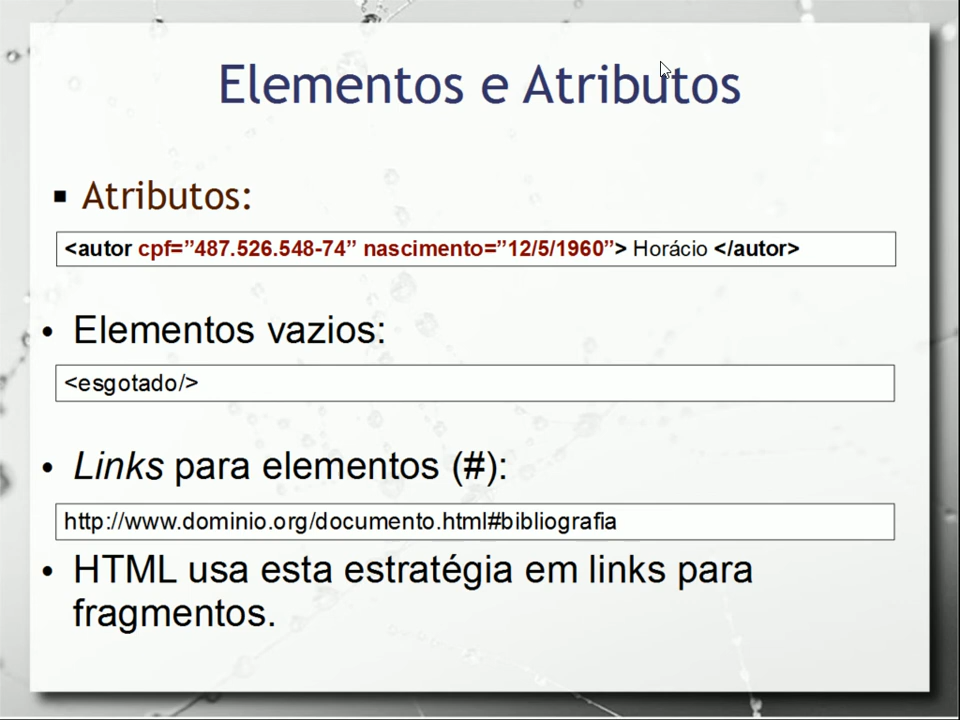 Elementos e Atributos
▪ Atributos:
<autor cpf=”487.526.548-74” nascimento=”12/5/1960”> Horácio </autor>
• Elementos vazios:
<esgotado/>
• Links para elementos (#):
http://www.dominio.org/documento.html#bibliografia
• HTML usa esta estratégia em links para
fragmentos.